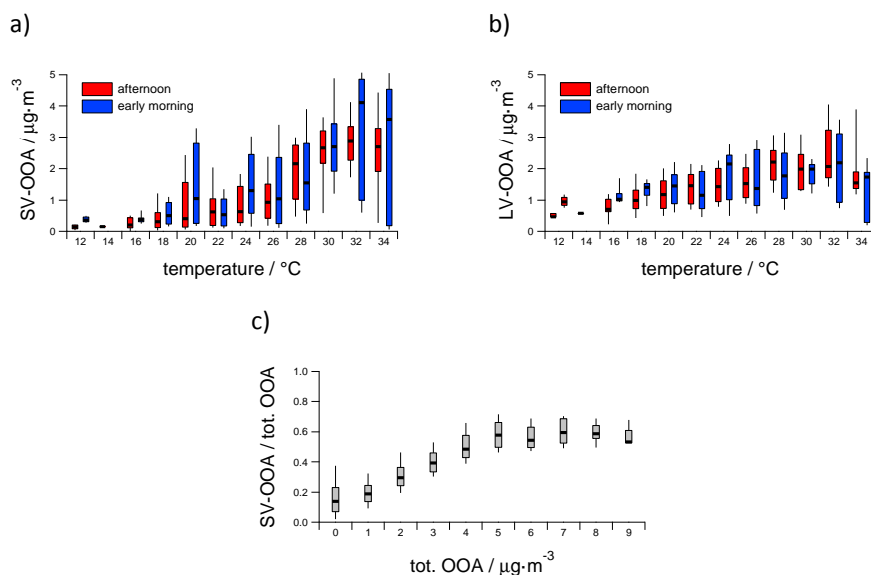 a)
SV-OOA / µg·m-3
5
4
3
2
1
0
afternoon
early morning
12 14 16 18 20 22 24 26 28 30 32 34
temperature / °C
b)
LV-OOA / µg·m-3
5
4
3
2
1
0
afternoon
early morning
12 14 16 18 20 22 24 26 28 30 32 34
temperature / °C
c)
SV-OOA / tot. OOA
1.0
0.8
0.6
0.4
0.2
0.0
0 1 2 3 4 5 6 7 8 9
tot. OOA / µg·m-3